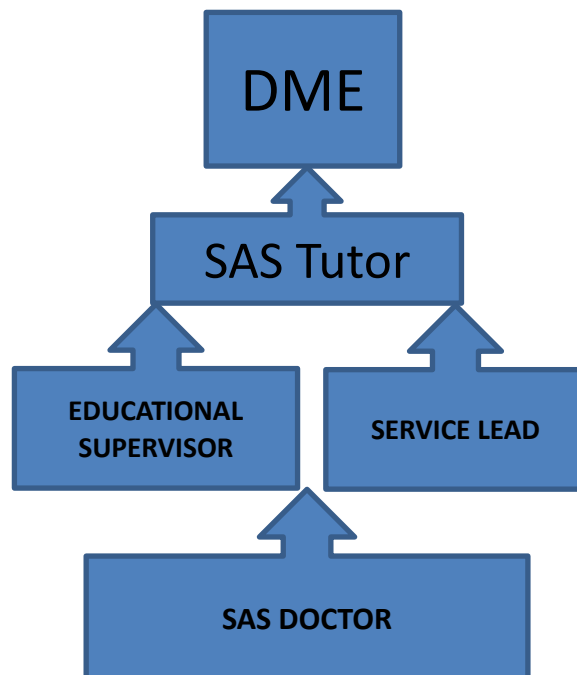 DME
SAS Tutor
EDUCATIONAL
SUPERVISOR
SERVICE LEAD
SAS DOCTOR